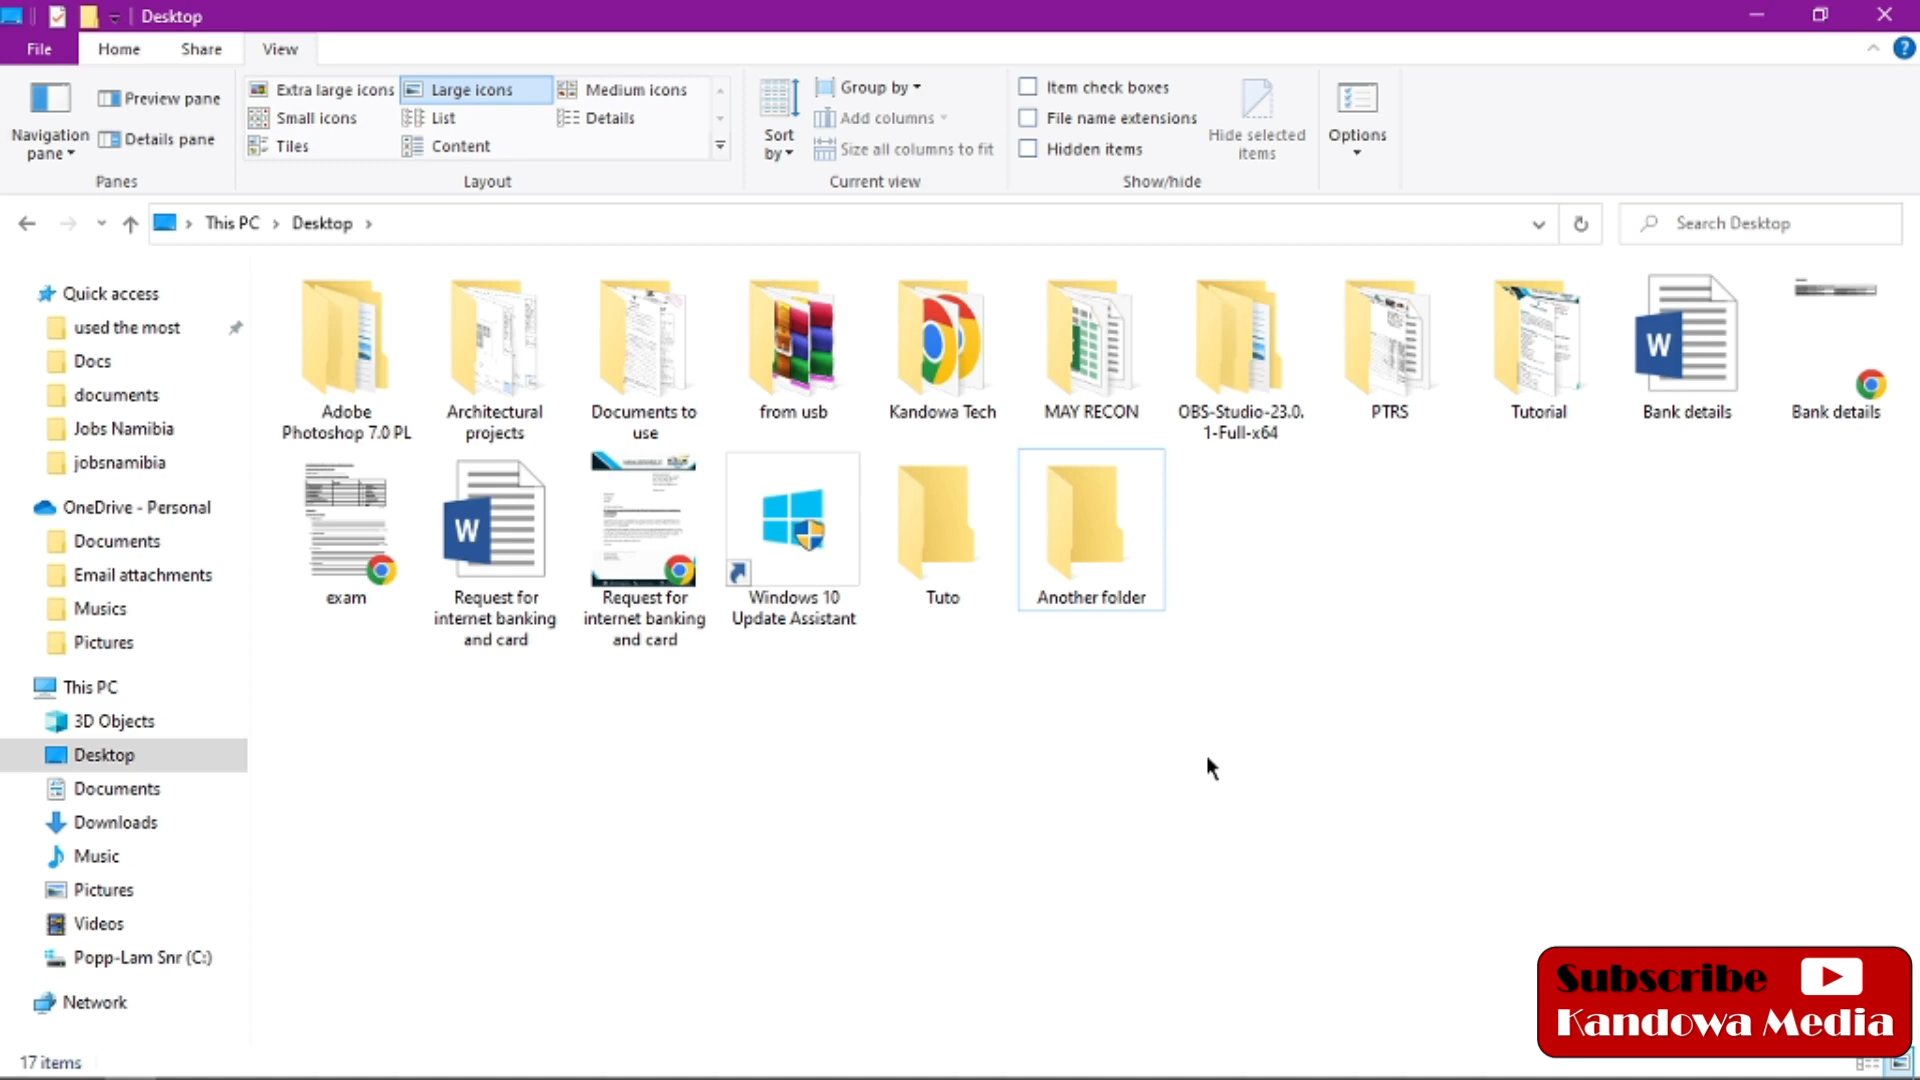 Desktop
File Home Share View
Navigation pane
Preview pane
Details pane
Panes
Extra large icons Large icons Medium icons
Small icons List Details
Tiles Content
Layout
Sort by
Group by
Add columns
Size all columns to fit
Current view
Item check boxes
File name extensions
Hidden items
Hide selected items
Show/hide
Options
This PC Desktop
Search Desktop
Quick access
used the most
Docs
documents
Jobs Namibia
jobsnamibia
OneDrive - Personal
Documents
Email attachments
Musics
Pictures
This PC
3D Objects
Desktop
Documents
Downloads
Music
Pictures
Videos
Popp-Lam Snr (C:)
Network
Adobe
Photoshop 7.0 PL
Architectural
projects
Documents to
use
from usb
Kandowa Tech
MAY RECON
OBS-Studio-23.0.
1-Full-x64
PTRS
Tutorial
W
Bank details
Bank details
exam
W
Request for
internet banking
and card
Request for
internet banking
and card
Windows 10
Update Assistant
Tuto
Another folder
17 items
Subscribe
Kandowa Media